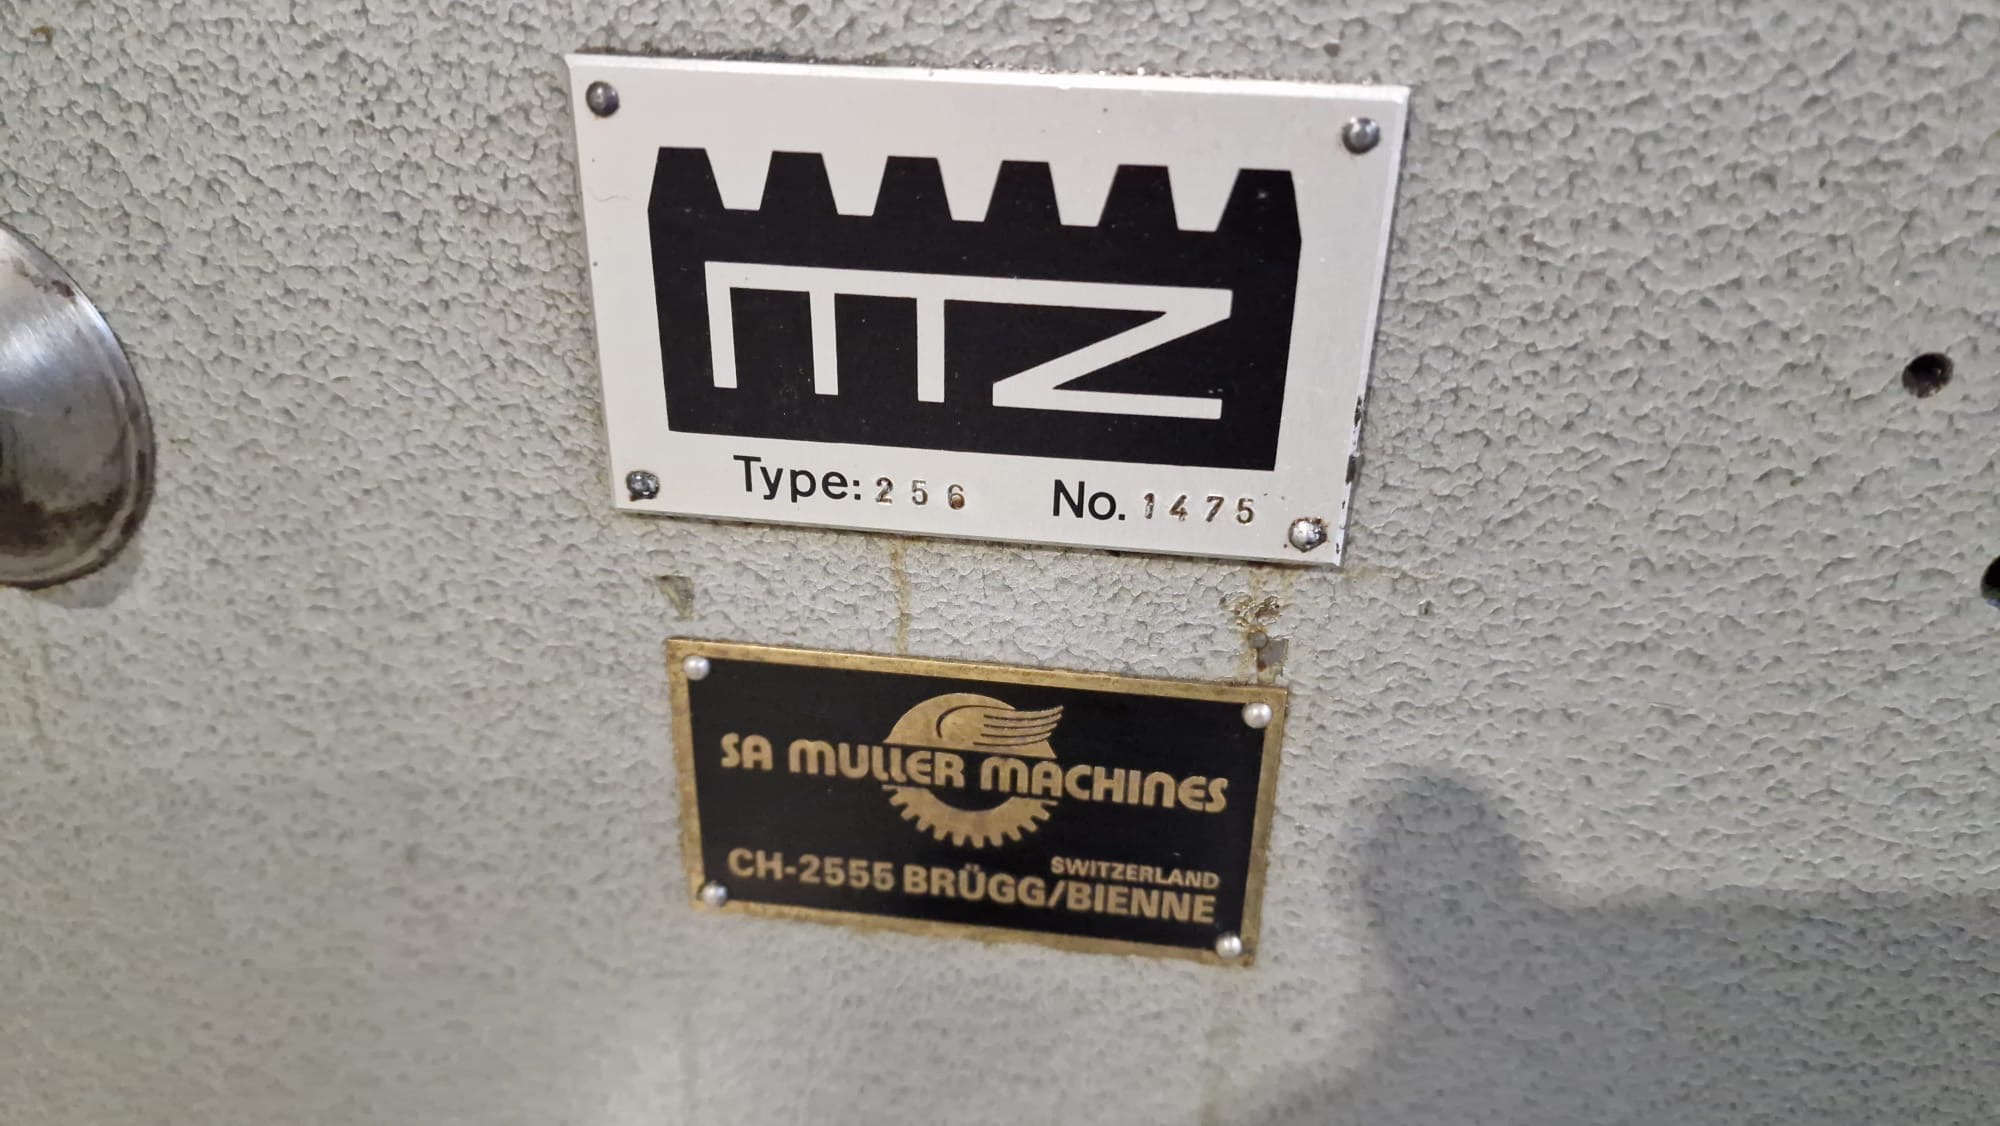 MZ
Type: 256 No. 1475
SA MULLER MACHINES
SWITZERLAND
CH-2555 BRÜGG/BIENNE